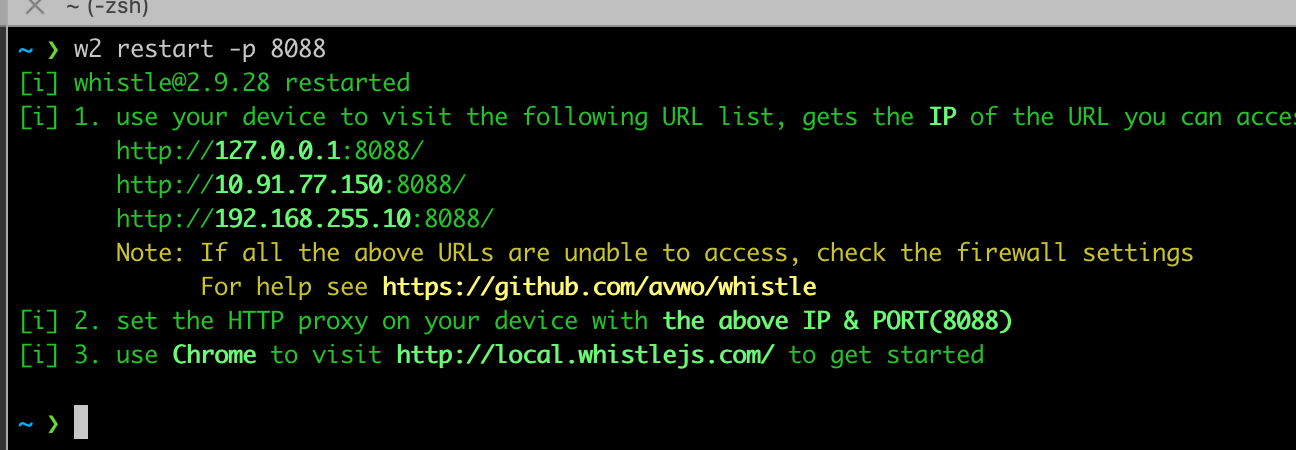 ~ (-zsh)
~ ❯ w2 restart -p 8088
[i] whistle@2.9.28 restarted
[i] 1. use your device to visit the following URL list, gets the IP of the URL you can
http://127.0.0.1:8088/
http://10.91.77.150:8088/
http://192.168.255.10:8088/
Note: If all the above URLs are unable to access, check the firewall settings
For help see https://github.com/avwo/whistle
[i] 2. set the HTTP proxy on your device with the above IP & PORT(8088)
[i] 3. use Chrome to visit http://local.whistlejs.com/ to get started
~ ❯